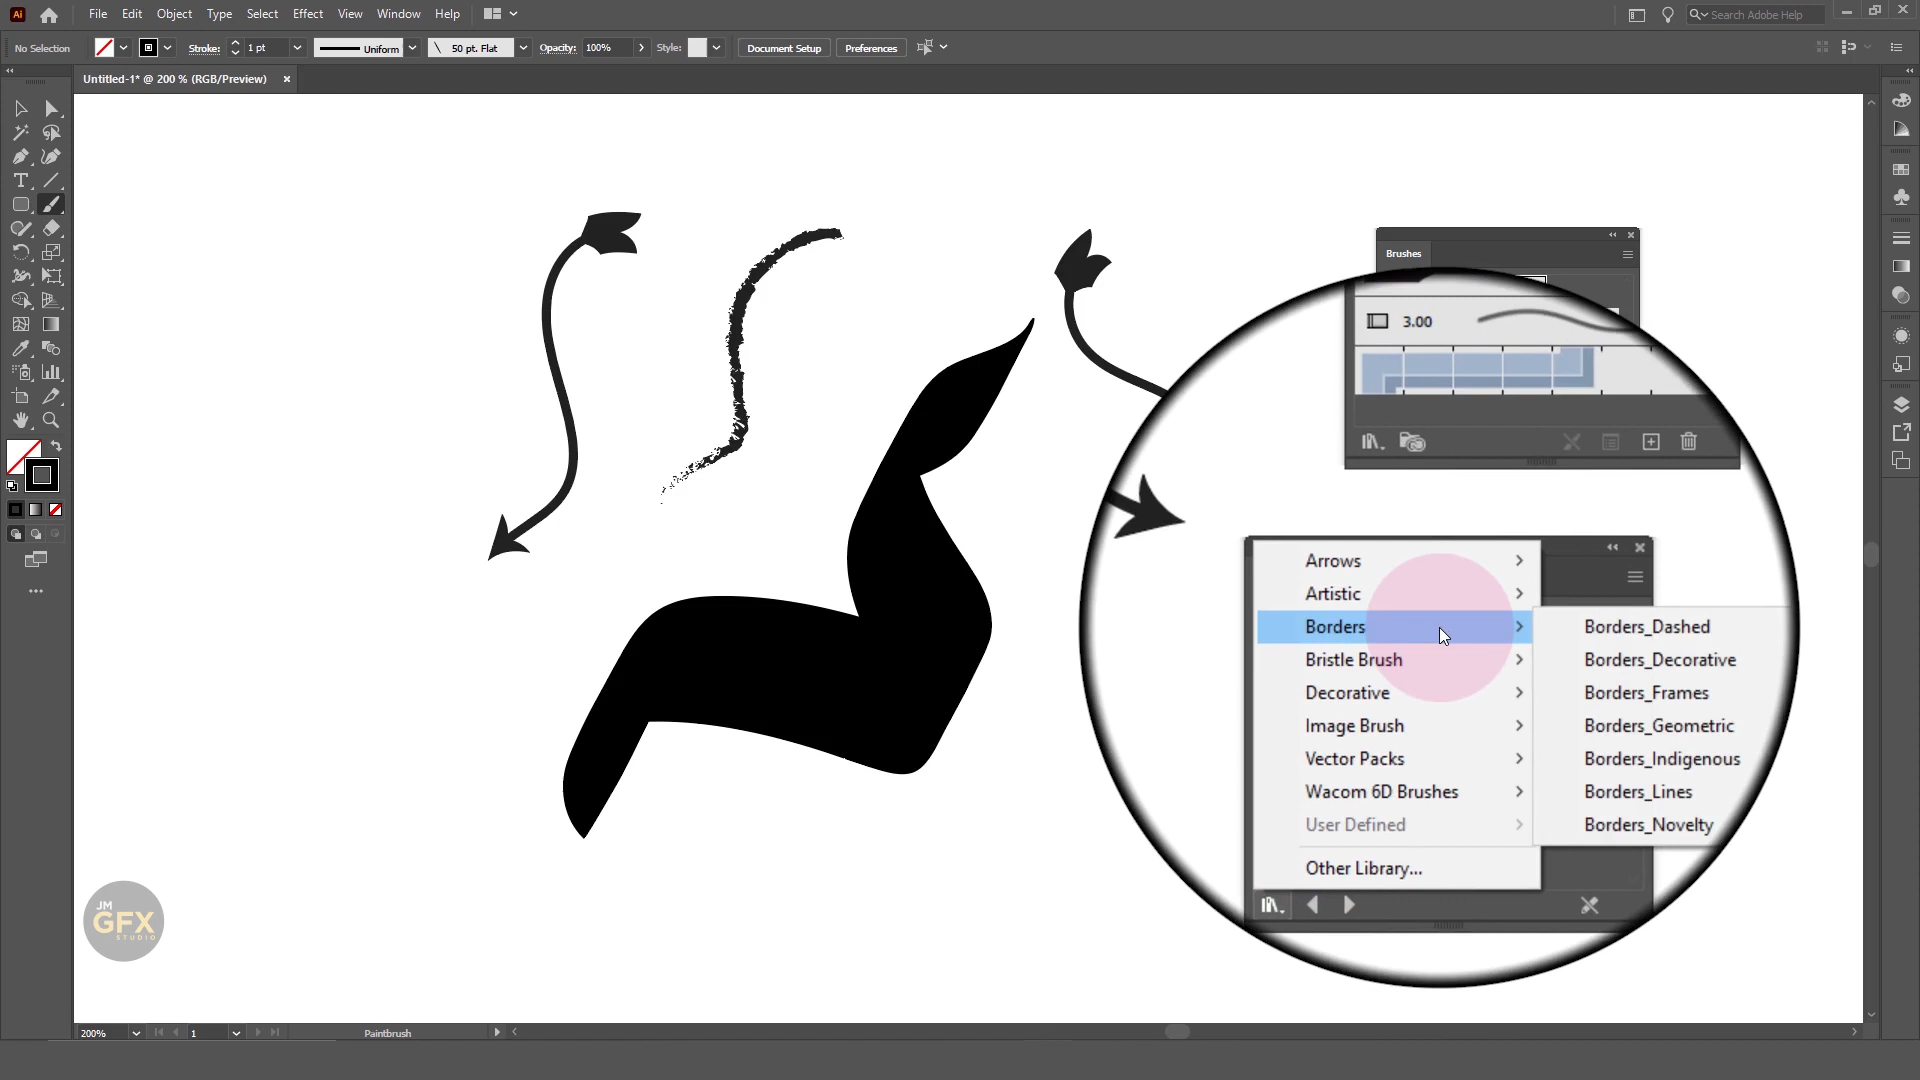 Ai File Edit Object Type Select Effect View Window Help Search Adobe Help
No Selection Stroke: 1 pt Uniform 50 pt. Flat Opacity: 100% Style: Document Setup Preferences
Untitled-1* @ 200 % (RGB/Preview)
Brushes
3.00
Arrows
Artistic
Borders
Bristle Brush
Decorative
Image Brush
Vector Packs
Wacom 6D Brushes
User Defined
Other Library...
Borders_Dashed
Borders_Decorative
Borders_Frames
Borders_Geometric
Borders_Indigenous
Borders_Lines
Borders_Novelty
JM
GFX
STUDIO
200% 1 Paintbrush